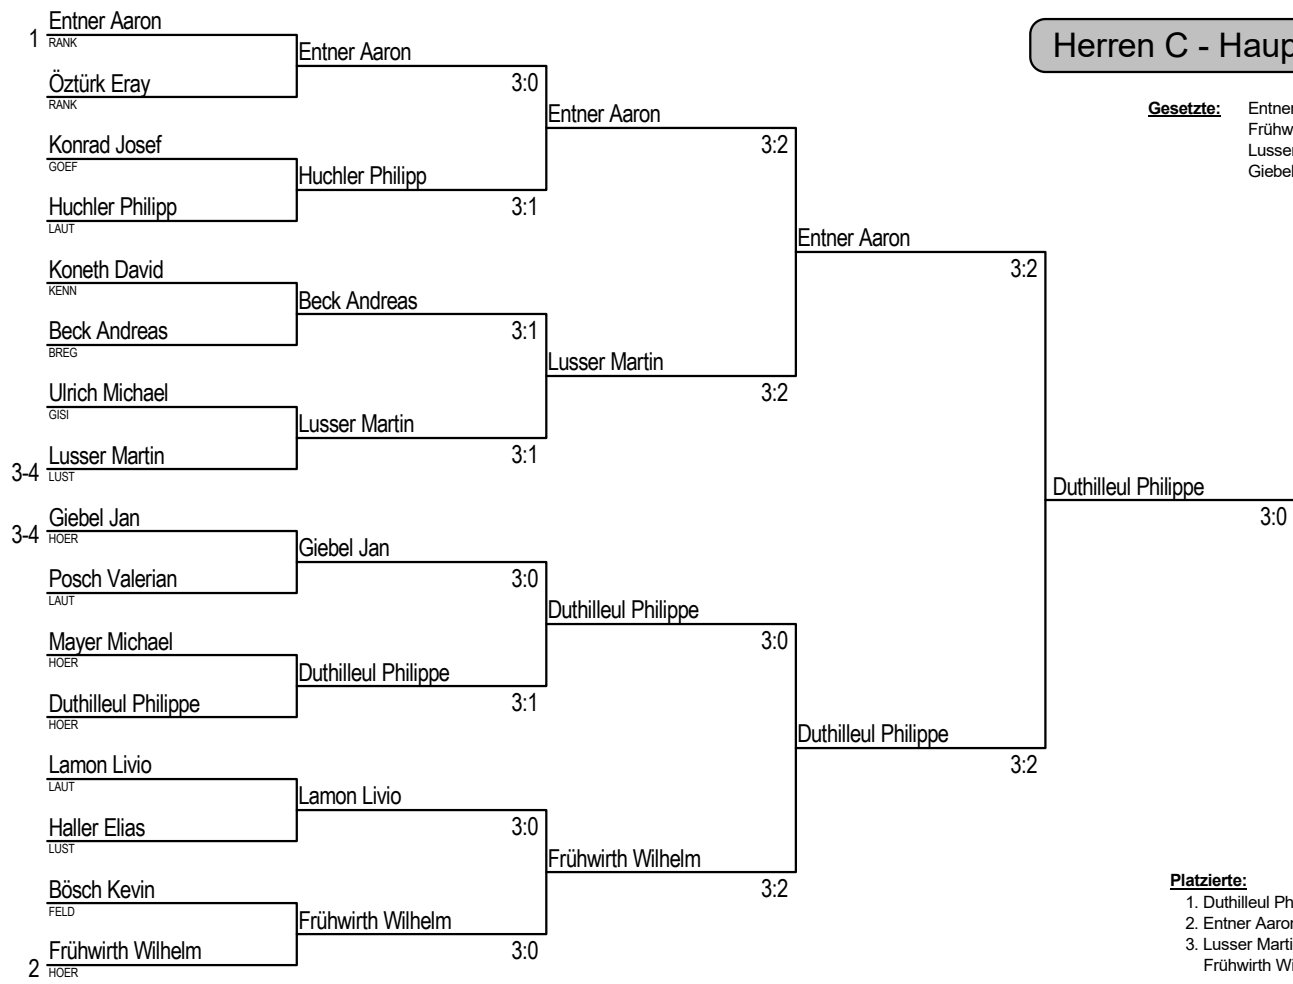 Entner Aaron
1 RANK
Öztürk Eray
RANK
Konrad Josef
GOEF
Huchler Philipp
LAUT
Koneth David
KENN
Beck Andreas
BREG
Ulrich Michael
GISI
Lusser Martin
3-4 LUST
Giebel Jan
3-4 HOER
Posch Valerian
LAUT
Mayer Michael
HOER
Duthilleul Philippe
HOER
Lamon Livio
LAUT
Haller Elias
LUST
Bösch Kevin
FELD
Frühwirth Wilhelm
2 HOER
Entner Aaron
3:0
Huchler Philipp
3:1
Beck Andreas
3:1
Lusser Martin
3:1
Giebel Jan
3:0
Duthilleul Philippe
3:1
Lamon Livio
3:0
Frühwirth Wilhelm
3:0
Entner Aaron
3:2
Lusser Martin
3:2
Duthilleul Philippe
3:0
Frühwirth Wilhelm
3:2
Entner Aaron
3:2
Duthilleul Philippe
3:2
Duthilleul Philippe
3:0
Herren C - Haup
Gesetzte: Entner
Frühw
Lusser
Giebel
Platzierte:
1. Duthilleul Ph
2. Entner Aaron
3. Lusser Marti
Frühwirth Wi